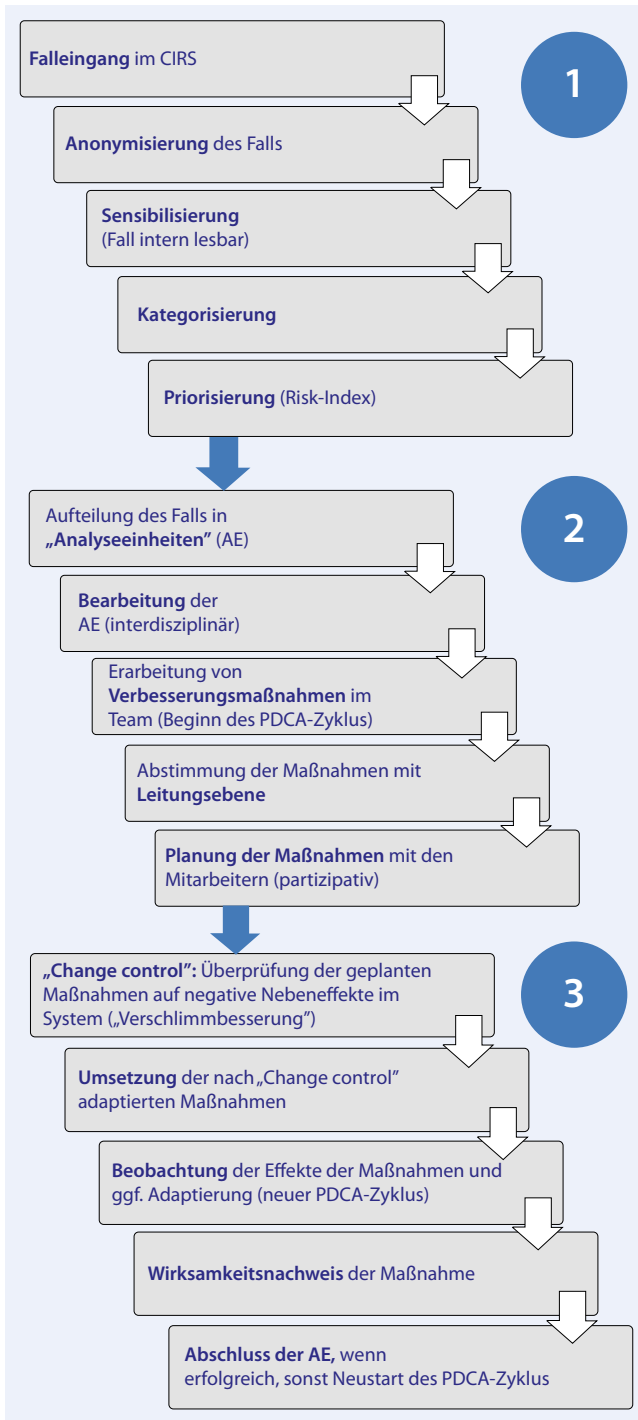 Falleingang im CIRS
1
Anonymisierung des Falls
Sensibilisierung
(Fall intern lesbar)
Kategorisierung
Priorisierung (Risk-Index)
Aufteilung des Falls in
„Analyseeinheiten” (AE)
2
Bearbeitung der
AE (interdisziplinär)
Erarbeitung von
Verbesserungsmaßnahmen im
Team (Beginn des PDCA-Zyklus)
Abstimmung der Maßnahmen mit
Leitungsebene
Planung der Maßnahmen mit den
Mitarbeitern (partizipativ)
„Change control”: Überprüfung der geplanten
Maßnahmen auf negative Nebeneffekte im
System („Verschlimmbesserung”)
3
Umsetzung der nach „Change control”
adaptierten Maßnahmen
Beobachtung der Effekte der Maßnahmen und
ggf. Adaptierung (neuer PDCA-Zyklus)
Wirksamkeitsnachweis der Maßnahme
Abschluss der AE, wenn
erfolgreich, sonst Neustart des PDCA-Zyklus